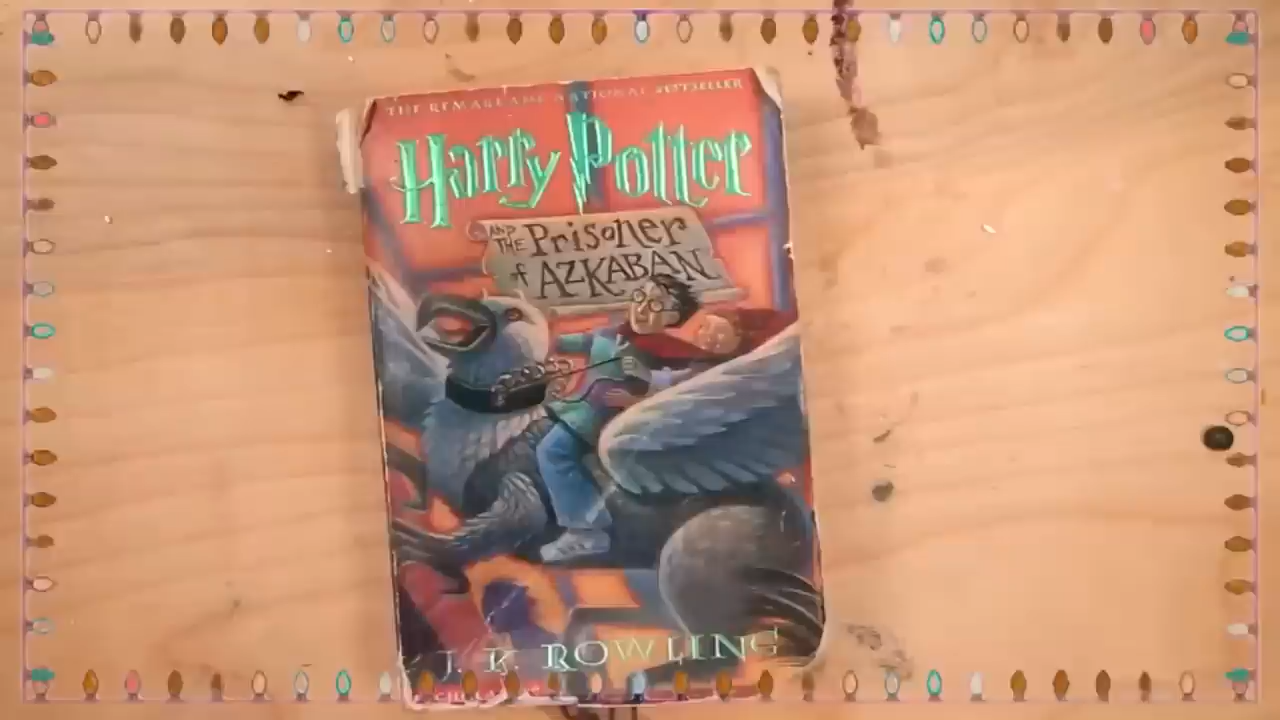 THE REMARKABLE NATIONAL BESTSELLER
Harry Potter
AND THE Prisoner
of AZKABAN
J. K. ROWLING